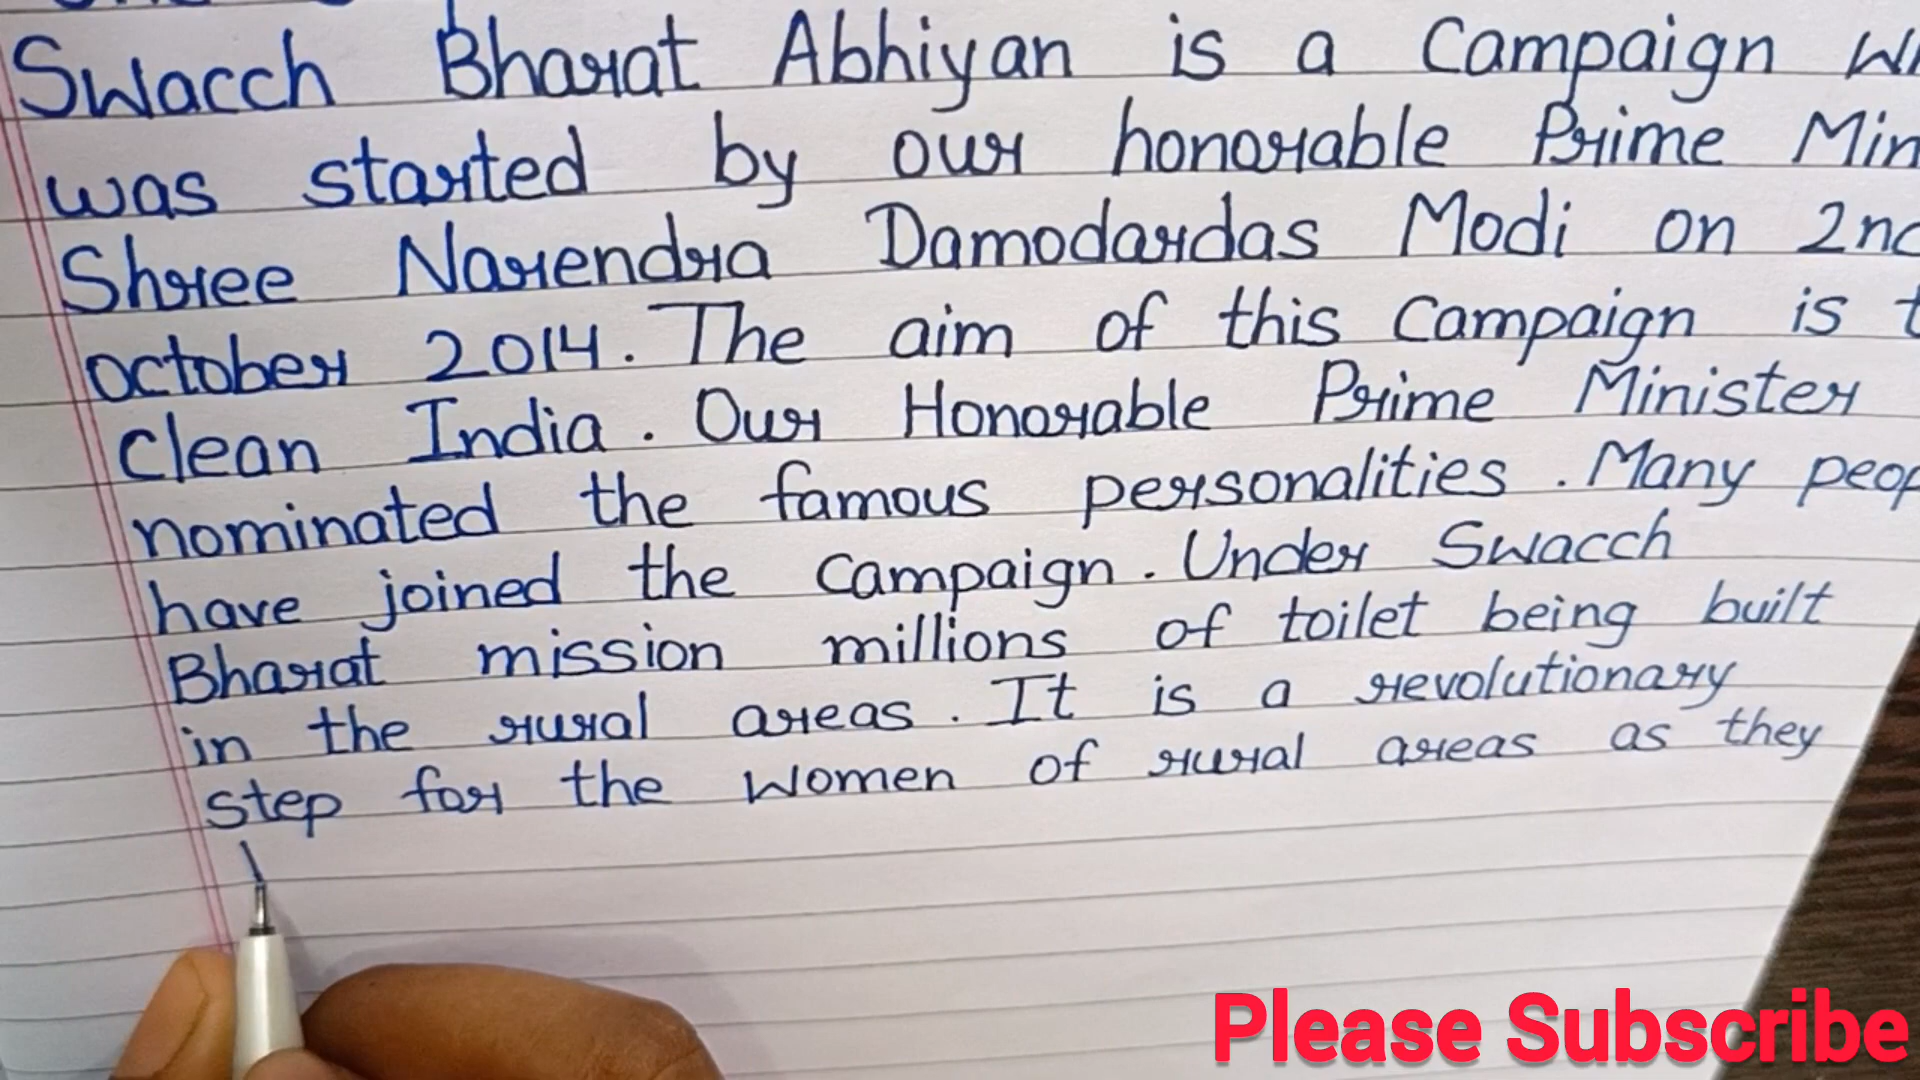 Swacch Bharat Abhiyan is a Campaign
was started by our honorable Prime Min
Shree Narendra Damodardas Modi on 2nd
october 2014. The aim of this Campaign is t
clean India. Our Honorable Prime Minister
nominated the famous personalities. Many peop
have joined the campaign. Under Swacch
Bharat mission millions of toilet being built
in the rural areas. It is a revolutionary
step for the women of rural areas as they
Please Subscribe